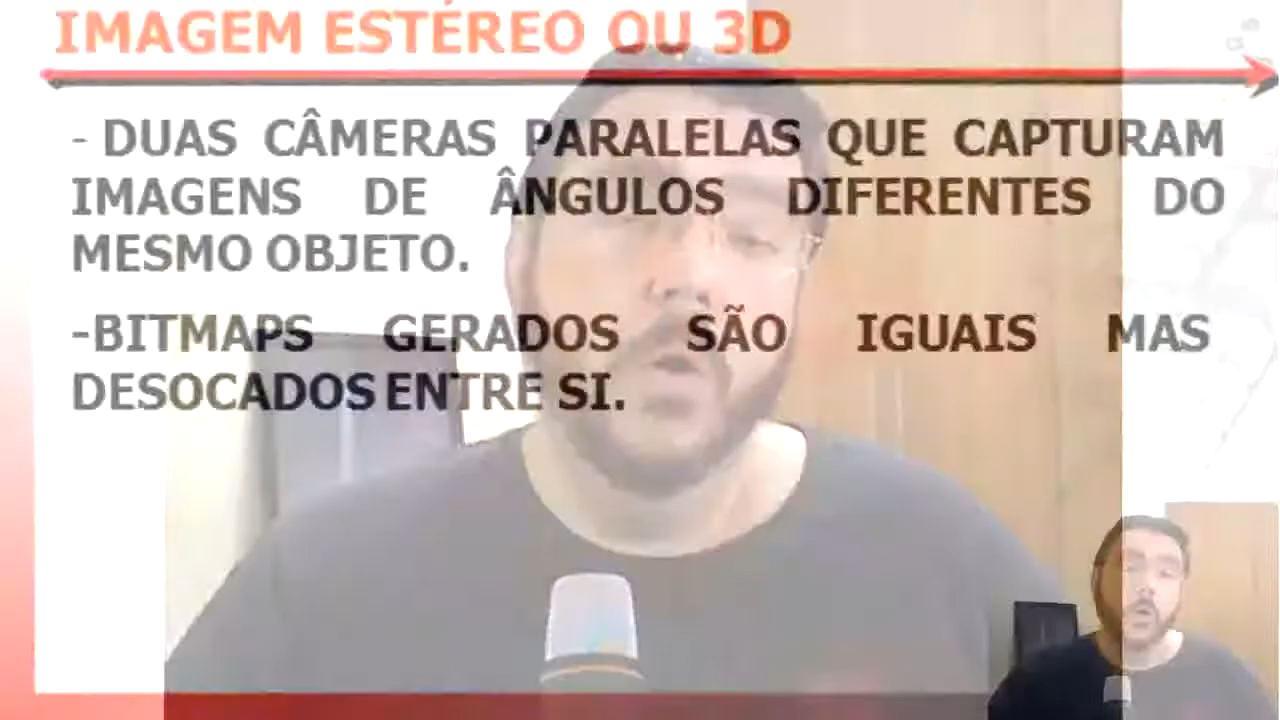 IMAGEM ESTÉREO OU 3D
- DUAS CÂMERAS PARALELAS QUE CAPTURAM
IMAGENS DE ÂNGULOS DIFERENTES DO
MESMO OBJETO.
-BITMAPS GERADOS SÃO IGUAIS MAS
DESOCADOS ENTRE SI.